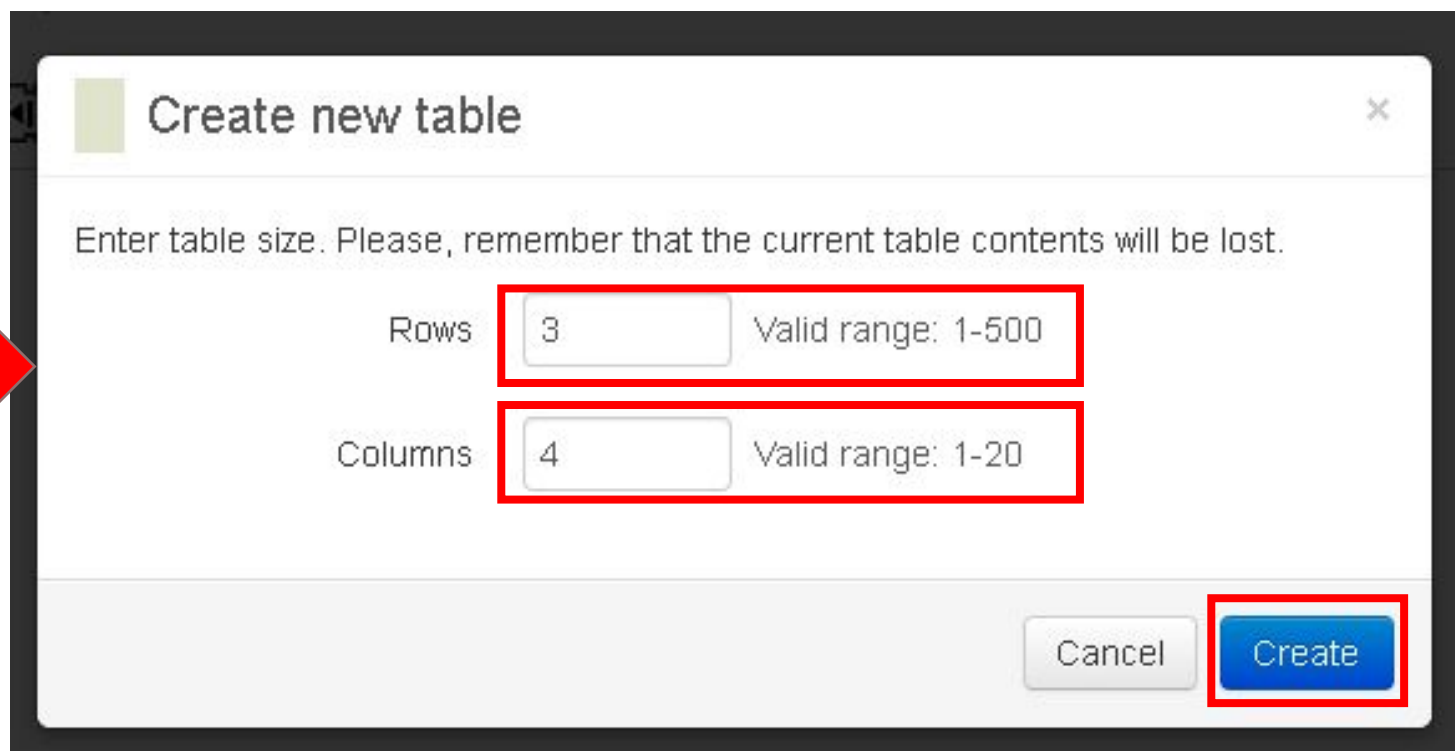 Create new table ×
Enter table size. Please, remember that the current table contents will be lost.
Rows 3 Valid range: 1-500
Columns 4 Valid range: 1-20
Cancel Create